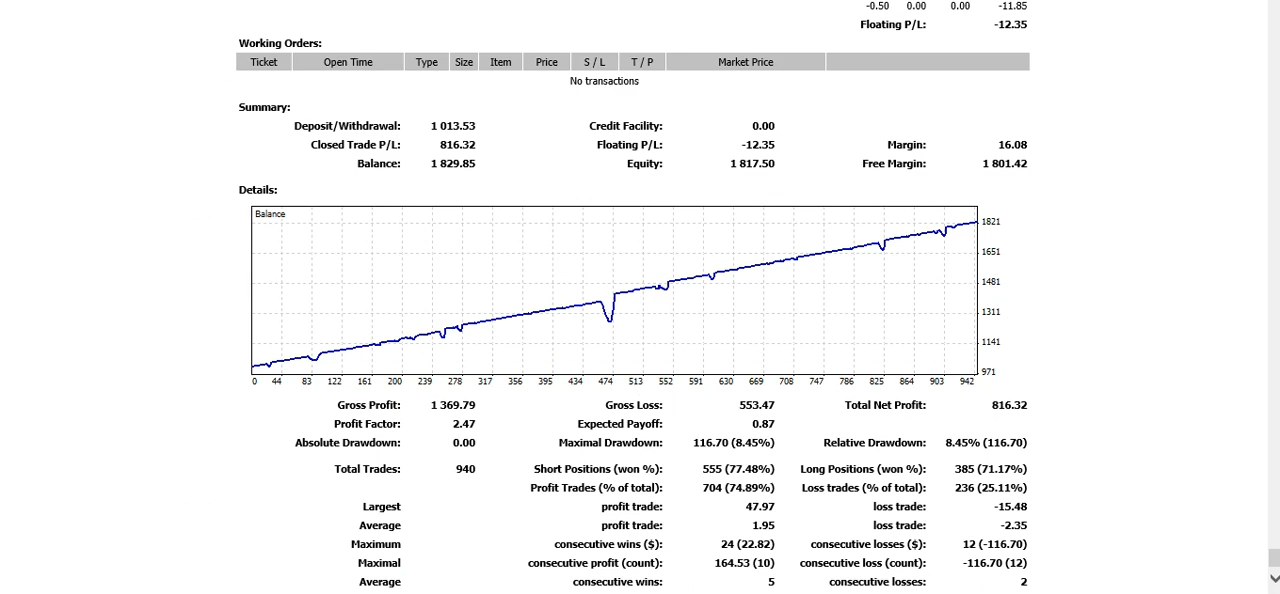 -0.50 0.00 0.00 -11.85
Floating P/L: -12.35
Working Orders:
Ticket Open Time Type Size Item Price S / L T / P Market Price
No transactions
Summary:
Deposit/Withdrawal: 1 013.53 Credit Facility: 0.00
Closed Trade P/L: 816.32 Floating P/L: -12.35 Margin: 16.08
Balance: 1 829.85 Equity: 1 817.50 Free Margin: 1 801.42
Details:
Balance
1821
1651
1481
1311
1141
971
0 44 83 122 161 200 239 278 317 356 395 434 474 513 552 591 630 669 708 747 786 825 864 903 942
Gross Profit: 1 369.79 Gross Loss: 553.47 Total Net Profit: 816.32
Profit Factor: 2.47 Expected Payoff: 0.87
Absolute Drawdown: 0.00 Maximal Drawdown: 116.70 (8.45%) Relative Drawdown: 8.45% (116.70)
Total Trades: 940 Short Positions (won %): 555 (77.48%) Long Positions (won %): 385 (71.17%)
Profit Trades (% of total): 704 (74.89%) Loss trades (% of total): 236 (25.11%)
Largest profit trade: 47.97 loss trade: -15.48
Average profit trade: 1.95 loss trade: -2.35
Maximum consecutive wins ($): 24 (22.82) consecutive losses ($): 12 (-116.70)
Maximal consecutive profit (count): 164.53 (10) consecutive loss (count): -116.70 (12)
Average consecutive wins: 5 consecutive losses: 2